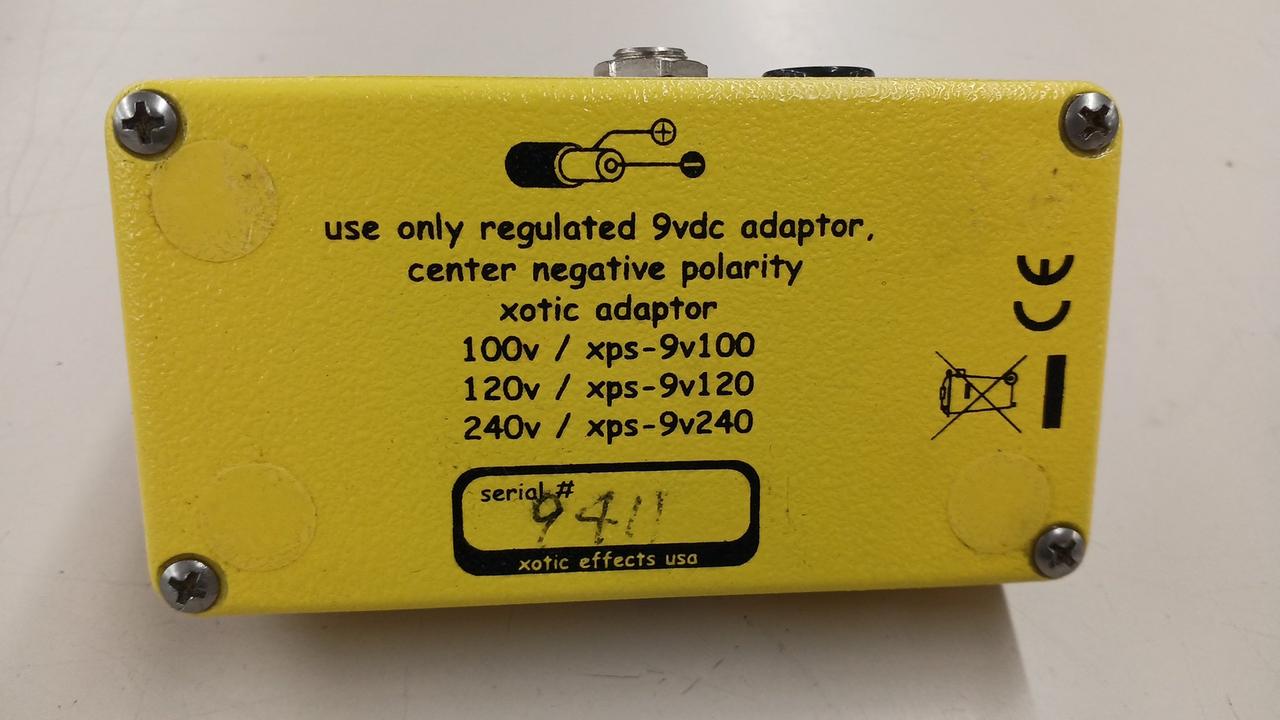 use only regulated 9vdc adaptor,
center negative polarity
xotic adaptor
100v / xps-9v100
120v / xps-9v120
240v / xps-9v240
CE
serial #
9411
xotic effects usa